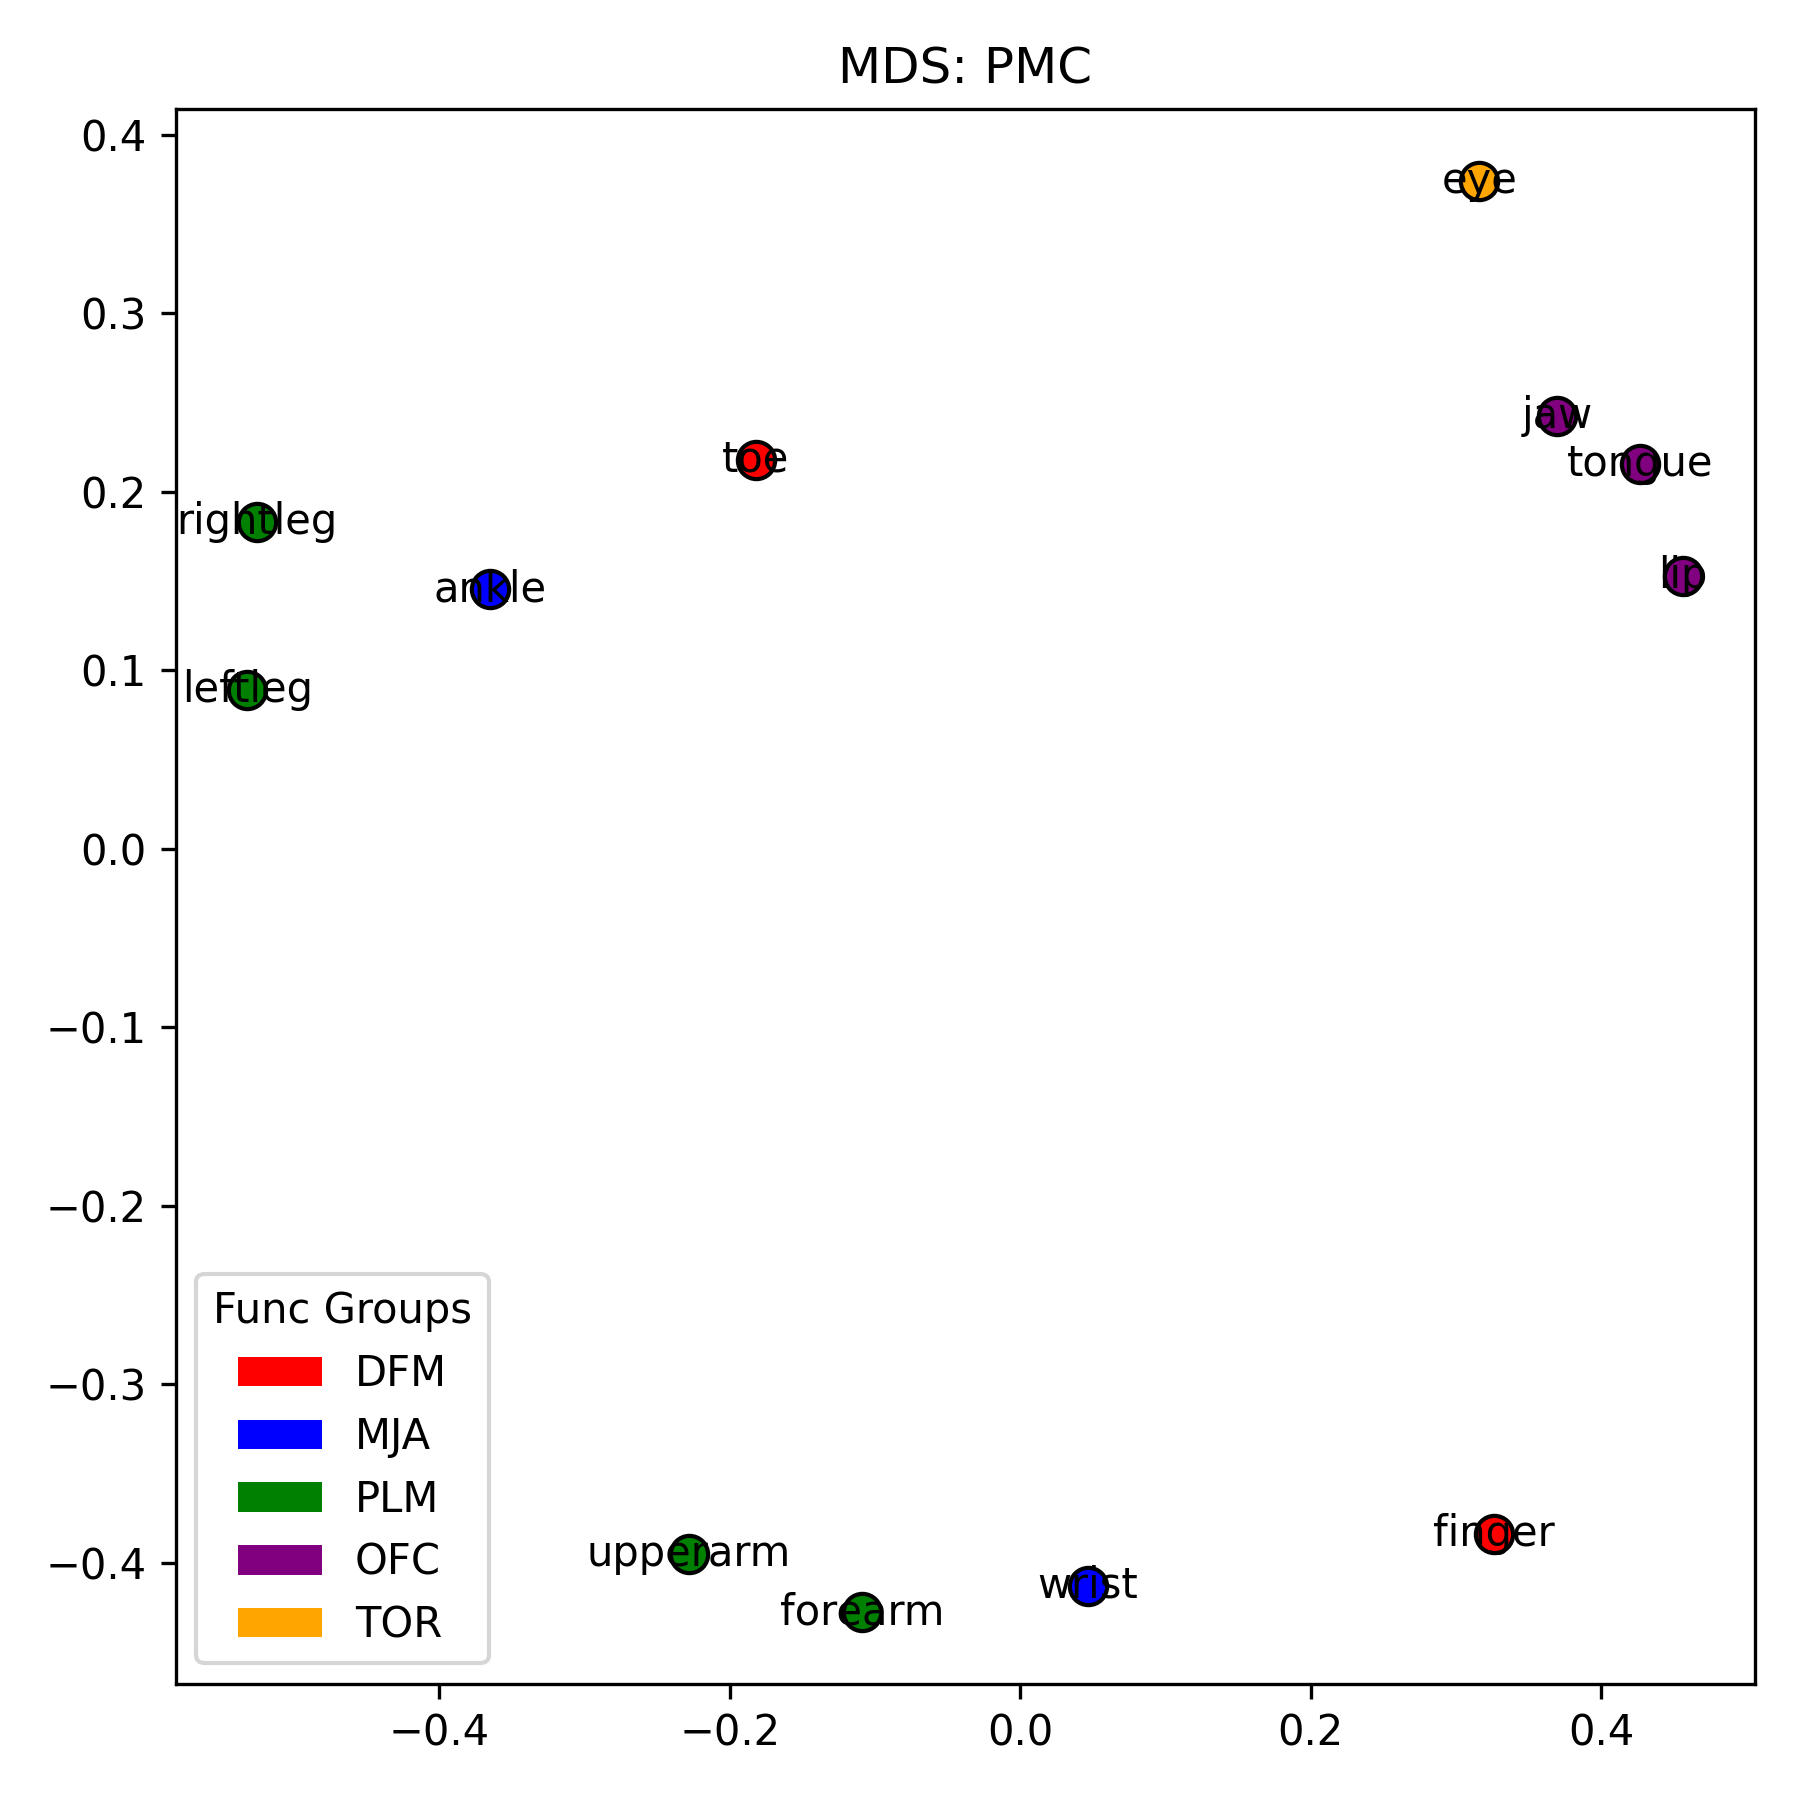 MDS: PMC
0.4
eye
0.3
jaw
toe
tongue
0.2
rightleg
lip
ankle
0.1
leftleg
0.0
−0.1
−0.2
Func Groups
−0.3
DFM
MJA
PLM
finger
−0.4
upperarm
OFC
wrist
forearm
TOR
−0.4 −0.2 0.0 0.2 0.4